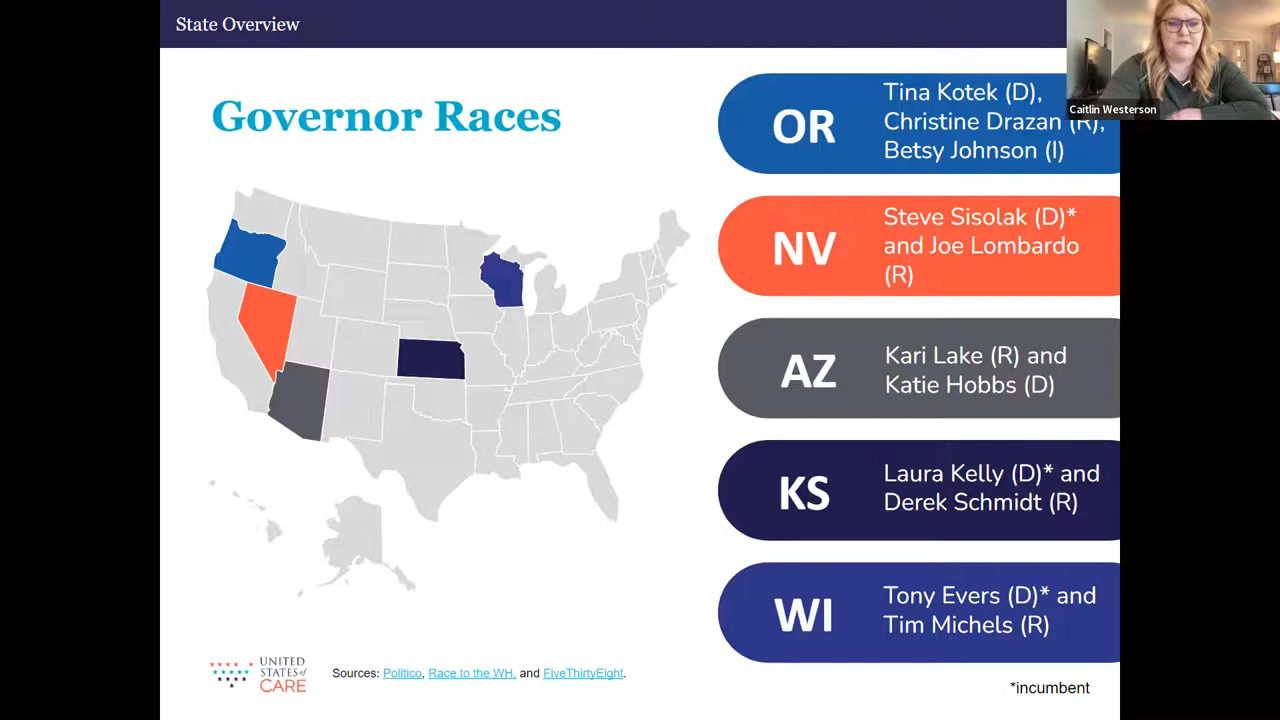 State Overview
Caitlin Westerson
Governor Races
OR
Tina Kotek (D),
Christine Drazan (R),
Betsy Johnson (I)
NV
Steve Sisolak (D)*
and Joe Lombardo
(R)
AZ
Kari Lake (R) and
Katie Hobbs (D)
KS
Laura Kelly (D)* and
Derek Schmidt (R)
WI
Tony Evers (D)* and
Tim Michels (R)
UNITED
STATES of
CARE
Sources: Politico, Race to the WH, and FiveThirtyEight.
*incumbent